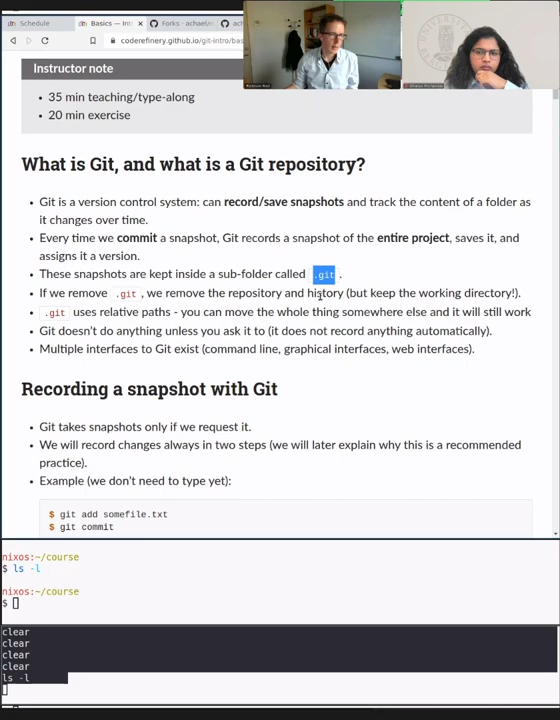 Schedule
Basics — Intr
Forks · achael/
ac
coderefinery.github.io/git-intro/bas
Instructor note
35 min teaching/type-along
20 min exercise
What is Git, and what is a Git repository?
Git is a version control system: can record/save snapshots and track the content of a folder as
it changes over time.
Every time we commit a snapshot, Git records a snapshot of the entire project, saves it, and
assigns it a version.
These snapshots are kept inside a sub-folder called .git .
If we remove .git , we remove the repository and history (but keep the working directory!).
.git uses relative paths - you can move the whole thing somewhere else and it will still work
Git doesn't do anything unless you ask it to (it does not record anything automatically).
Multiple interfaces to Git exist (command line, graphical interfaces, web interfaces).
Recording a snapshot with Git
Git takes snapshots only if we request it.
We will record changes always in two steps (we will later explain why this is a recommended
practice).
Example (we don't need to type yet):
$ git add somefile.txt
$ git commit
nixos:~/course
$ ls -l
nixos:~/course
$
clear
clear
clear
clear
ls -l